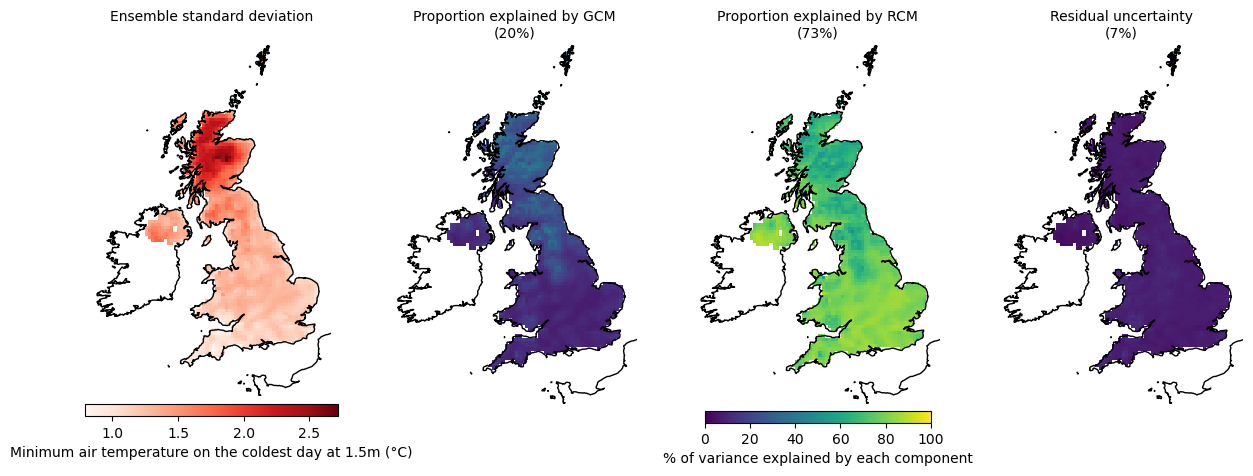 Ensemble standard deviation
Proportion explained by GCM
(20%)
Proportion explained by RCM
(73%)
Residual uncertainty
(7%)
1.0 1.5 2.0 2.5
Minimum air temperature on the coldest day at 1.5m (°C)
0 20 40 60 80 100
% of variance explained by each component